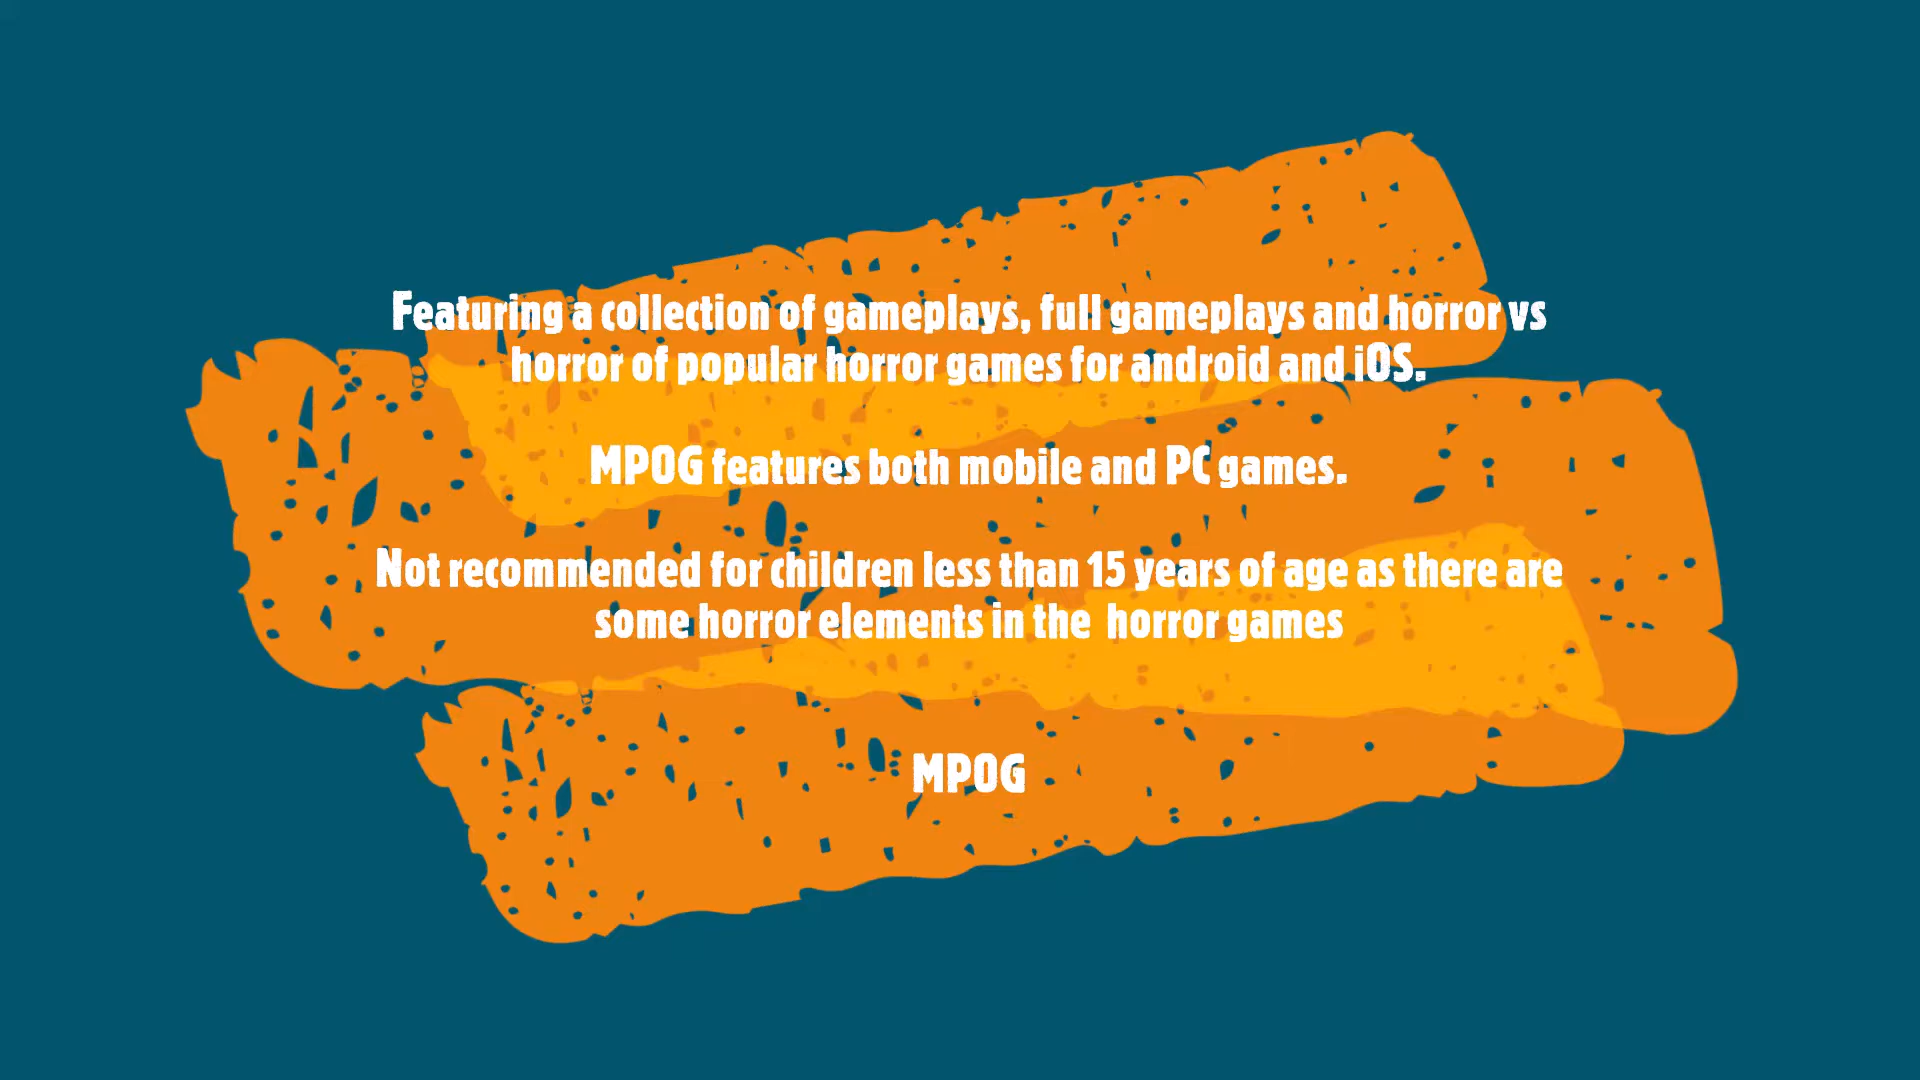 Featuring a collection of gameplays, full gameplays and horror vs
horror of popular horror games for android and iOS.
MPOG features both mobile and PC games.
Not recommended for children less than 15 years of age as there are
some horror elements in the  horror games
MPOG